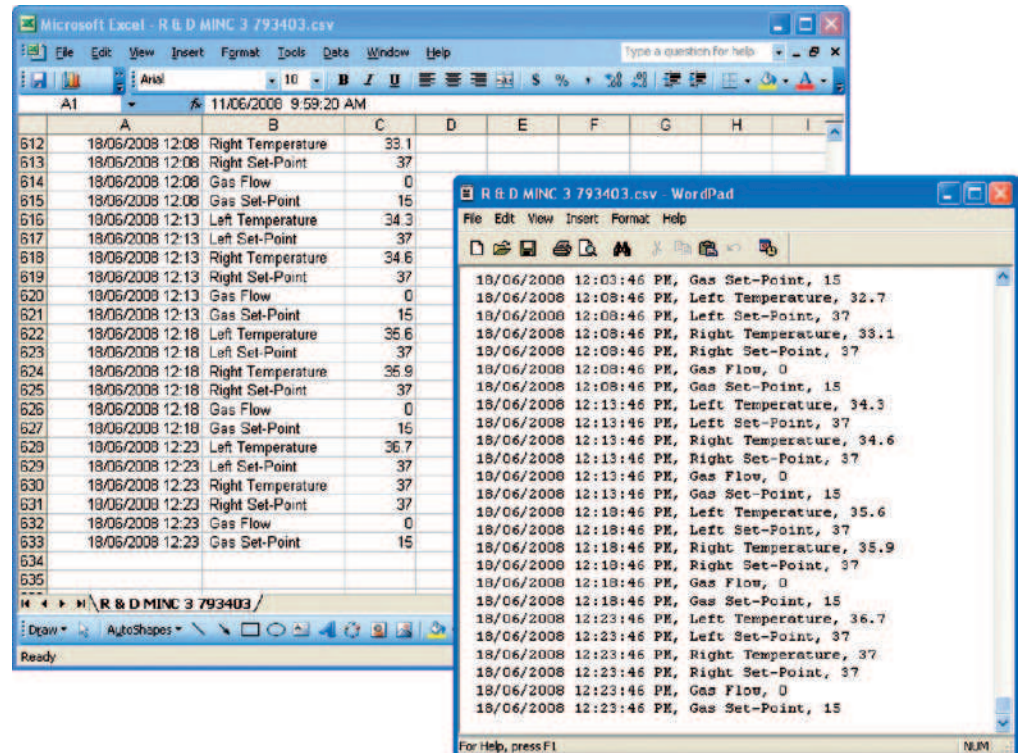 Microsoft Excel - R & D MINC 3 793403.csv
File Edit View Insert Format Tools Data Window Help Type a question for help
Arial 10 B I U $ % ,
A1 fx 11/06/2008 9:59:20 AM
A B C D E F G H I
612 18/06/2008 12:08 Right Temperature 33.1
613 18/06/2008 12:08 Right Set-Point 37
614 18/06/2008 12:08 Gas Flow 0
615 18/06/2008 12:08 Gas Set-Point 15
616 18/06/2008 12:13 Left Temperature 34.3
617 18/06/2008 12:13 Left Set-Point 37
618 18/06/2008 12:13 Right Temperature 34.6
619 18/06/2008 12:13 Right Set-Point 37
620 18/06/2008 12:13 Gas Flow 0
621 18/06/2008 12:13 Gas Set-Point 15
622 18/06/2008 12:18 Left Temperature 35.6
623 18/06/2008 12:18 Left Set-Point 37
624 18/06/2008 12:18 Right Temperature 35.9
625 18/06/2008 12:18 Right Set-Point 37
626 18/06/2008 12:18 Gas Flow 0
627 18/06/2008 12:18 Gas Set-Point 15
628 18/06/2008 12:23 Left Temperature 36.7
629 18/06/2008 12:23 Left Set-Point 37
630 18/06/2008 12:23 Right Temperature 37
631 18/06/2008 12:23 Right Set-Point 37
632 18/06/2008 12:23 Gas Flow 0
633 18/06/2008 12:23 Gas Set-Point 15
634
635
R & D MINC 3 793403
Draw AutoShapes
Ready
R & D MINC 3 793403.csv - WordPad
File Edit View Insert Format Help
18/06/2008 12:03:46 PM, Gas Set-Point, 15
18/06/2008 12:08:46 PM, Left Temperature, 32.7
18/06/2008 12:08:46 PM, Left Set-Point, 37
18/06/2008 12:08:46 PM, Right Temperature, 33.1
18/06/2008 12:08:46 PM, Right Set-Point, 37
18/06/2008 12:08:46 PM, Gas Flow, 0
18/06/2008 12:08:46 PM, Gas Set-Point, 15
18/06/2008 12:13:46 PM, Left Temperature, 34.3
18/06/2008 12:13:46 PM, Left Set-Point, 37
18/06/2008 12:13:46 PM, Right Temperature, 34.6
18/06/2008 12:13:46 PM, Right Set-Point, 37
18/06/2008 12:13:46 PM, Gas Flow, 0
18/06/2008 12:13:46 PM, Gas Set-Point, 15
18/06/2008 12:18:46 PM, Left Temperature, 35.6
18/06/2008 12:18:46 PM, Left Set-Point, 37
18/06/2008 12:18:46 PM, Right Temperature, 35.9
18/06/2008 12:18:46 PM, Right Set-Point, 37
18/06/2008 12:18:46 PM, Gas Flow, 0
18/06/2008 12:18:46 PM, Gas Set-Point, 15
18/06/2008 12:23:46 PM, Left Temperature, 36.7
18/06/2008 12:23:46 PM, Left Set-Point, 37
18/06/2008 12:23:46 PM, Right Temperature, 37
18/06/2008 12:23:46 PM, Right Set-Point, 37
18/06/2008 12:23:46 PM, Gas Flow, 0
18/06/2008 12:23:46 PM, Gas Set-Point, 15
For Help, press F1 NUM